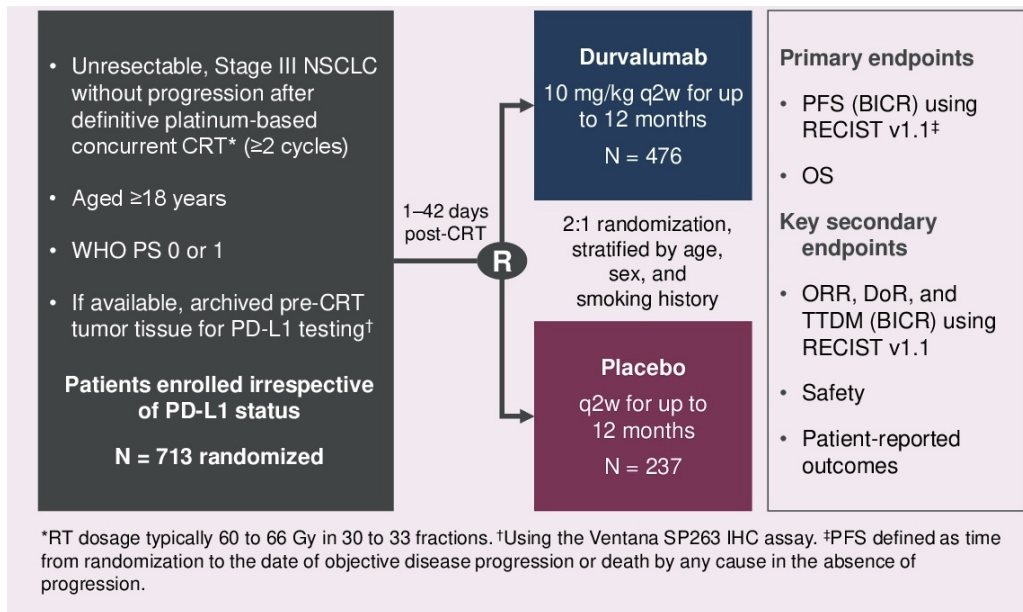 • Unresectable, Stage III NSCLC
without progression after
definitive platinum-based
concurrent CRT* (≥2 cycles)
• Aged ≥18 years
• WHO PS 0 or 1
• If available, archived pre-CRT
tumor tissue for PD-L1 testing†
Patients enrolled irrespective
of PD-L1 status
N = 713 randomized
1–42 days
post-CRT
R
Durvalumab
10 mg/kg q2w for up
to 12 months
N = 476
2:1 randomization,
stratified by age,
sex, and
smoking history
Placebo
q2w for up to
12 months
N = 237
Primary endpoints
• PFS (BICR) using
RECIST v1.1‡
• OS
Key secondary
endpoints
• ORR, DoR, and
TTDM (BICR) using
RECIST v1.1
• Safety
• Patient-reported
outcomes
*RT dosage typically 60 to 66 Gy in 30 to 33 fractions. †Using the Ventana SP263 IHC assay. ‡PFS defined as time
from randomization to the date of objective disease progression or death by any cause in the absence of
progression.